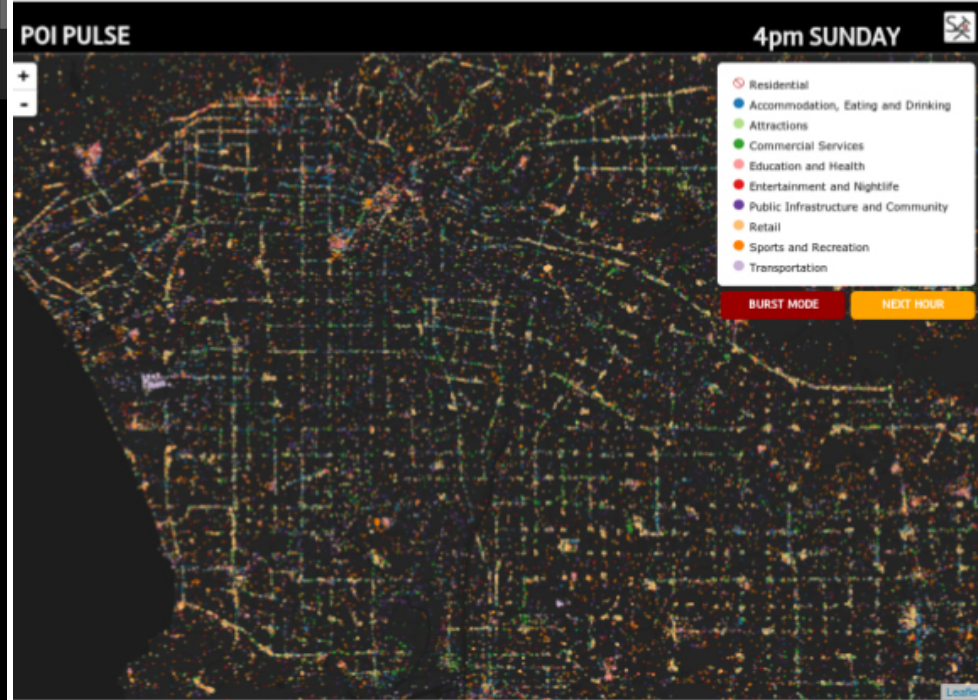 POI PULSE
4pm SUNDAY
+
-
Residential
Accommodation, Eating and Drinking
Attractions
Commercial Services
Education and Health
Entertainment and Nightlife
Public Infrastructure and Community
Retail
Sports and Recreation
Transportation
BURST MODE
NEXT HOUR